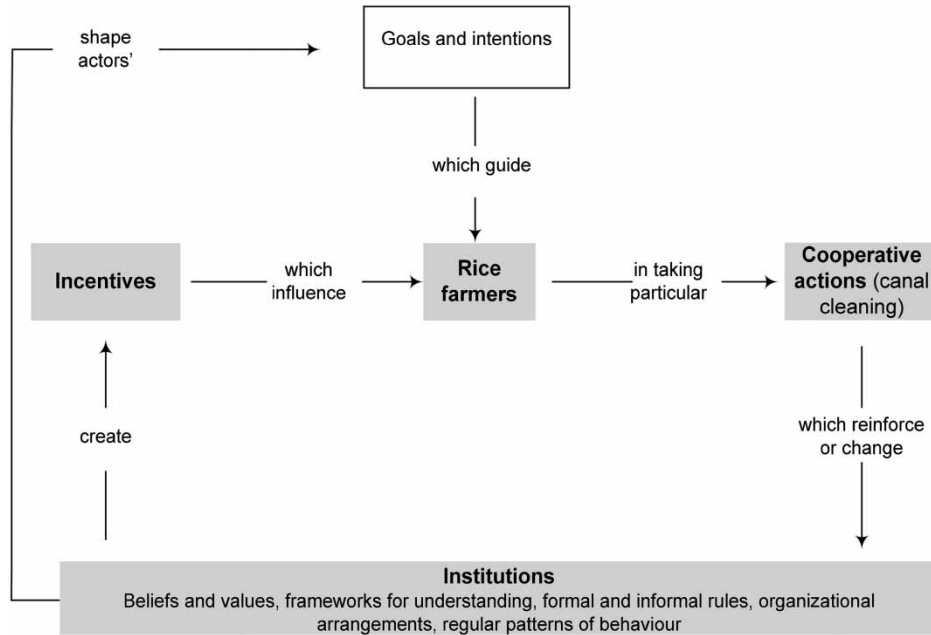 shape
actors'
Goals and intentions
which guide
Incentives
which
influence
Rice
farmers
in taking
particular
Cooperative
actions (canal
cleaning)
create
which reinforce
or change
Institutions
Beliefs and values, frameworks for understanding, formal and informal rules, organizational
arrangements, regular patterns of behaviour